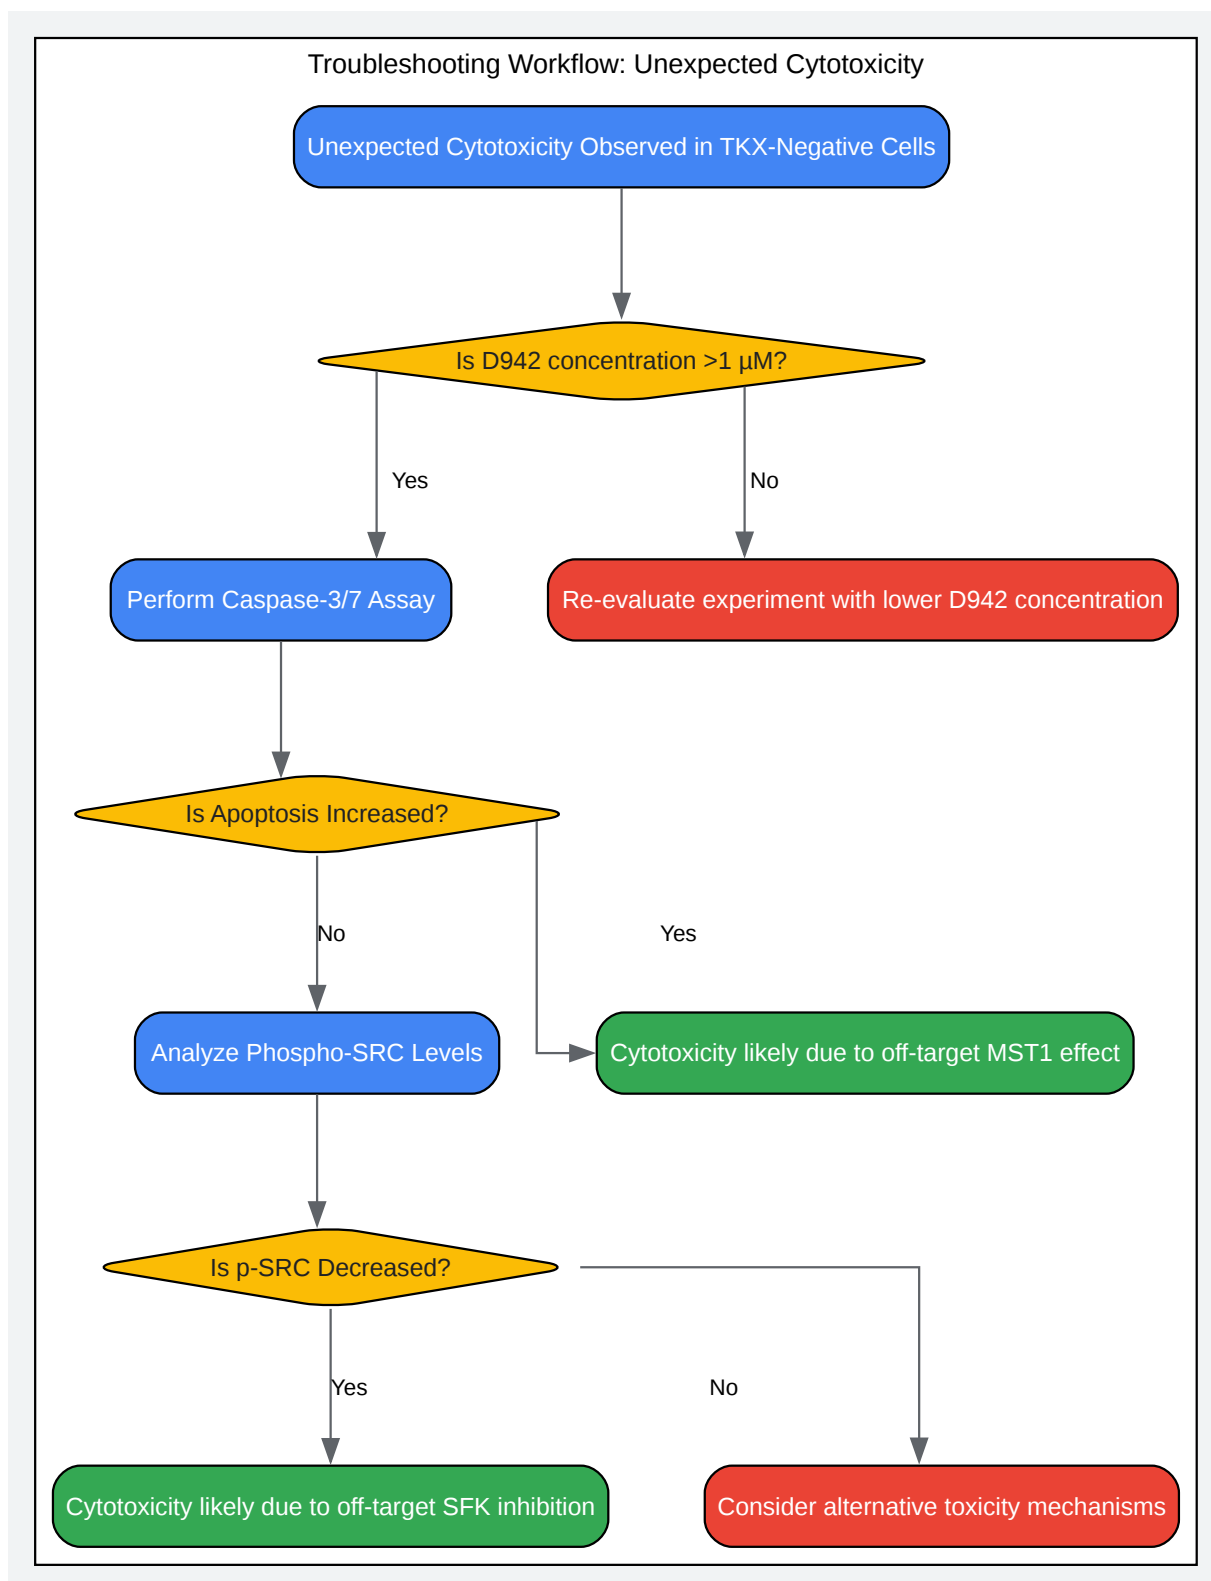 Troubleshooting Workflow: Unexpected Cytotoxicity
Unexpected Cytotoxicity Observed in TKX-Negative Cells
Is D942 concentration >1 µM?
Yes
No
Perform Caspase-3/7 Assay
Re-evaluate experiment with lower D942 concentration
Is Apoptosis Increased?
No
Yes
Analyze Phospho-SRC Levels
Cytotoxicity likely due to off-target MST1 effect
Is p-SRC Decreased?
Yes
No
Cytotoxicity likely due to off-target SFK inhibition
Consider alternative toxicity mechanisms